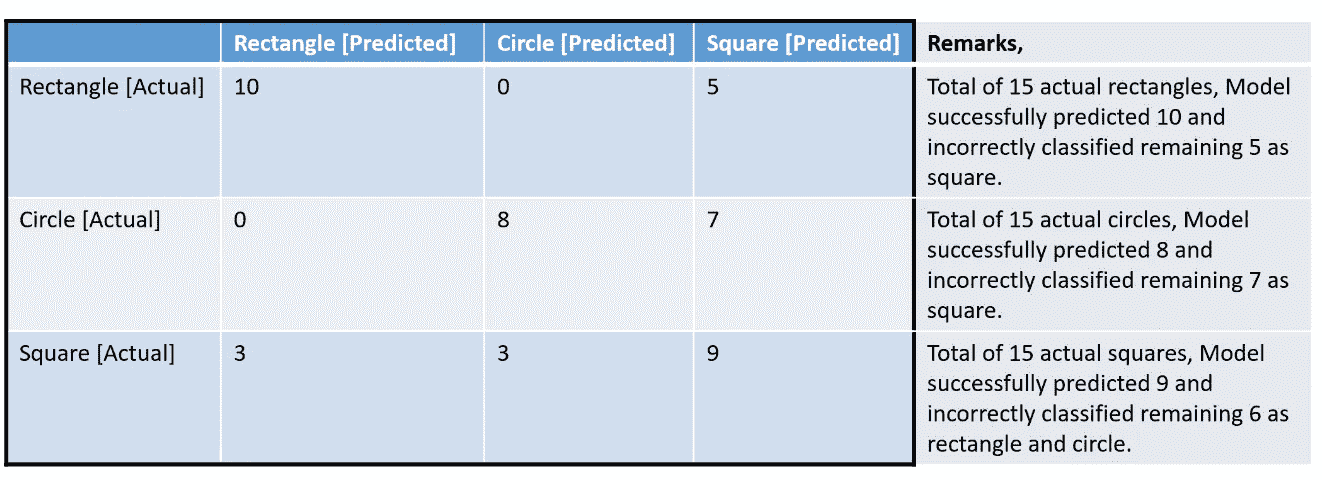 Rectangle [Predicted] Circle [Predicted] Square [Predicted] Remarks,
Rectangle [Actual] 10 0 5 Total of 15 actual rectangles, Model
successfully predicted 10 and
incorrectly classified remaining 5 as
square.
Circle [Actual] 0 8 7 Total of 15 actual circles, Model
successfully predicted 8 and
incorrectly classified remaining 7 as
square.
Square [Actual] 3 3 9 Total of 15 actual squares, Model
successfully predicted 9 and
incorrectly classified remaining 6 as
rectangle and circle.